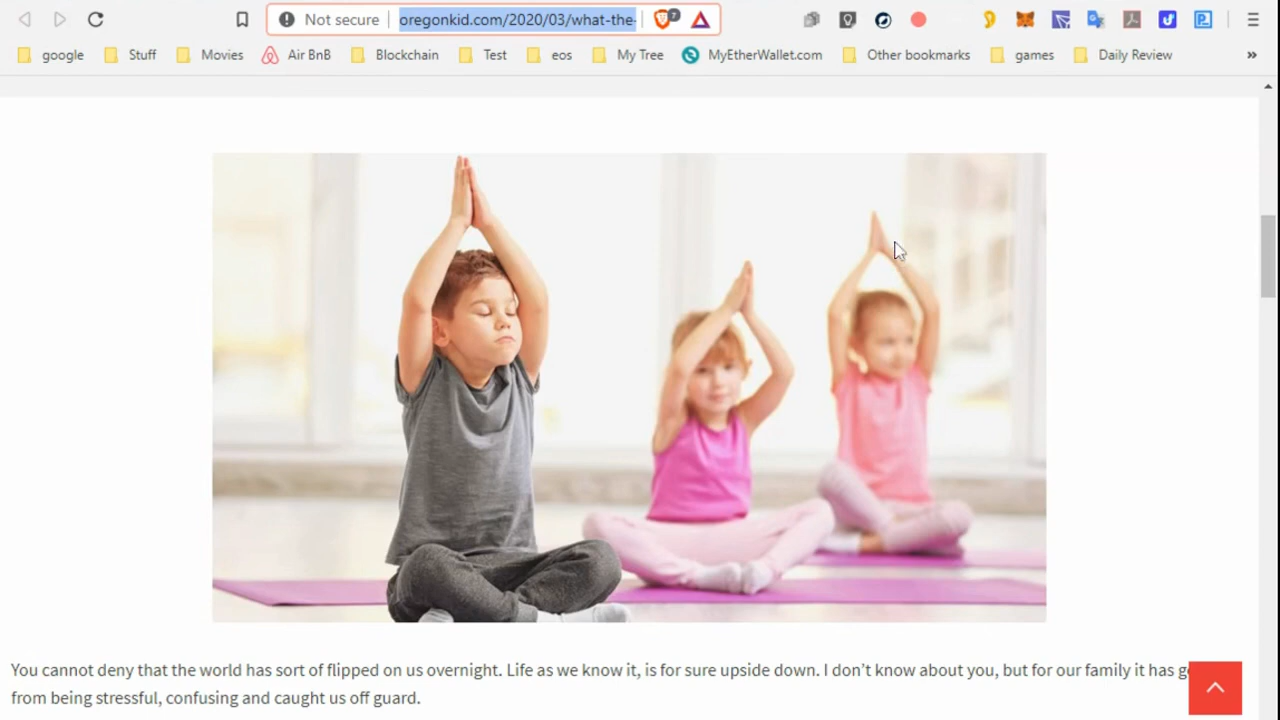 Not secure
oregonkid.com/2020/03/what-the-
7
google Stuff Movies Air BnB Blockchain Test eos My Tree MyEtherWallet.com Other bookmarks games Daily Review »
You cannot deny that the world has sort of flipped on us overnight. Life as we know it, is for sure upside down. I don't know about you, but for our family it has
from being stressful, confusing and caught us off guard.